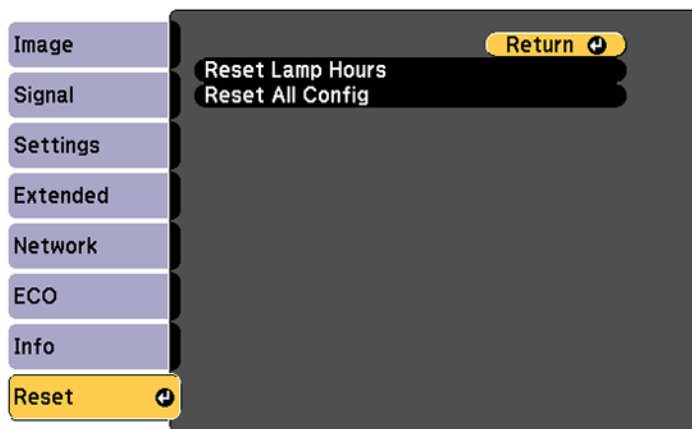 Image
Signal
Settings
Extended
Network
ECO
Info
Reset
Return
Reset Lamp Hours
Reset All Config